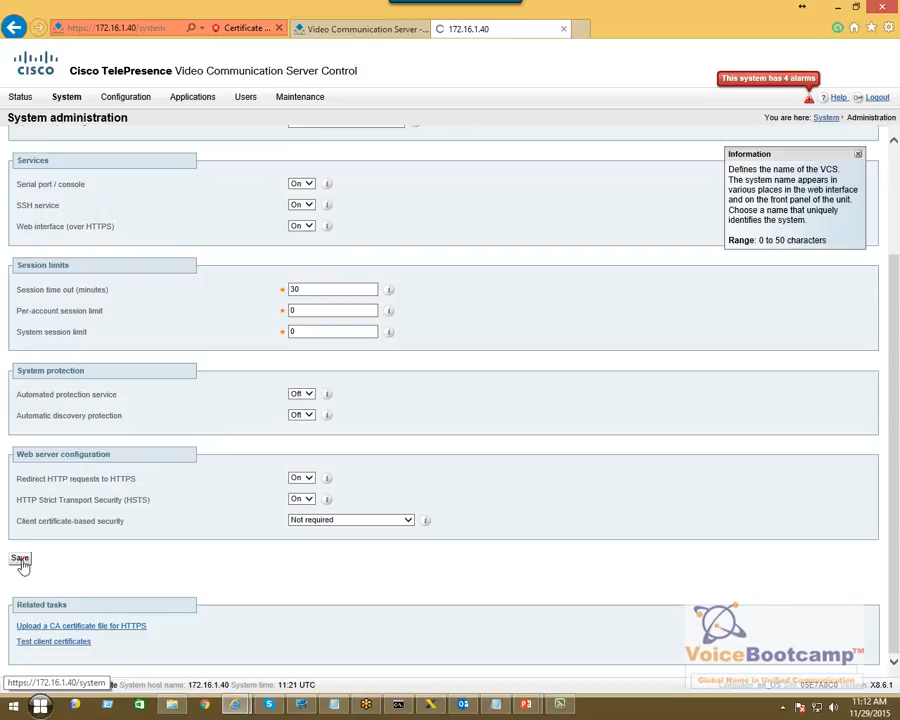 https://172.16.1.40/system
Certificate ...
Video Communication Server -...
172.16.1.40
CISCO
Cisco TelePresence Video Communication Server Control
This system has 4 alarms
Status
System
Configuration
Applications
Users
Maintenance
Help
Logout
System administration
You are here: System Administration
Services
Serial port / console
On
SSH service
On
Web interface (over HTTPS)
On
Information
Defines the name of the VCS.
The system name appears in
various places in the web interface
and on the front panel of the unit.
Choose a name that uniquely
identifies the system.
Range: 0 to 50 characters
Session limits
Session time out (minutes)
30
Per-account session limit
0
System session limit
0
System protection
Automated protection service
Off
Automatic discovery protection
Off
Web server configuration
Redirect HTTP requests to HTTPS
On
HTTP Strict Transport Security (HSTS)
On
Client certificate-based security
Not required
Save
Related tasks
Upload a CA certificate file for HTTPS
Test client certificates
VoiceBootcamp™
Global Name in Unified Communication
https://172.16.1.40/system
System host name: 172.16.1.40 System time: 11:21 UTC
Language: en_US
05E7A8C0
X8.6.1
11:12 AM
11/29/2015